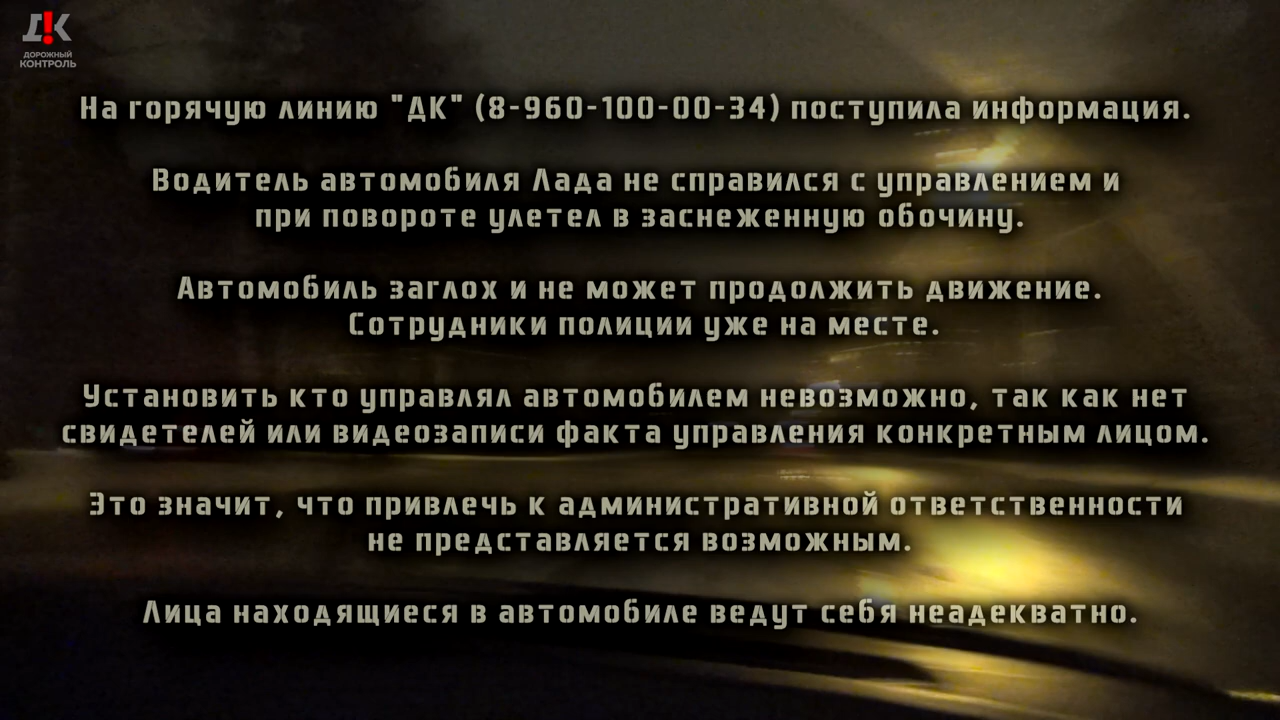 Д!К
ДОРОЖНЫЙ
КОНТРОЛЬ
На горячую линию "ДК" (8-960-100-00-34) поступила информация.
Водитель автомобиля Лада не справился с управлением и
при повороте улетел в заснеженную обочину.
Автомобиль заглох и не может продолжить движение.
Сотрудники полиции уже на месте.
Установить кто управлял автомобилем невозможно, так как нет
свидетелей или видеозаписи факта управления конкретным лицом.
Это значит, что привлечь к административной ответственности
не представляется возможным.
Лица находящиеся в автомобиле ведут себя неадекватно.